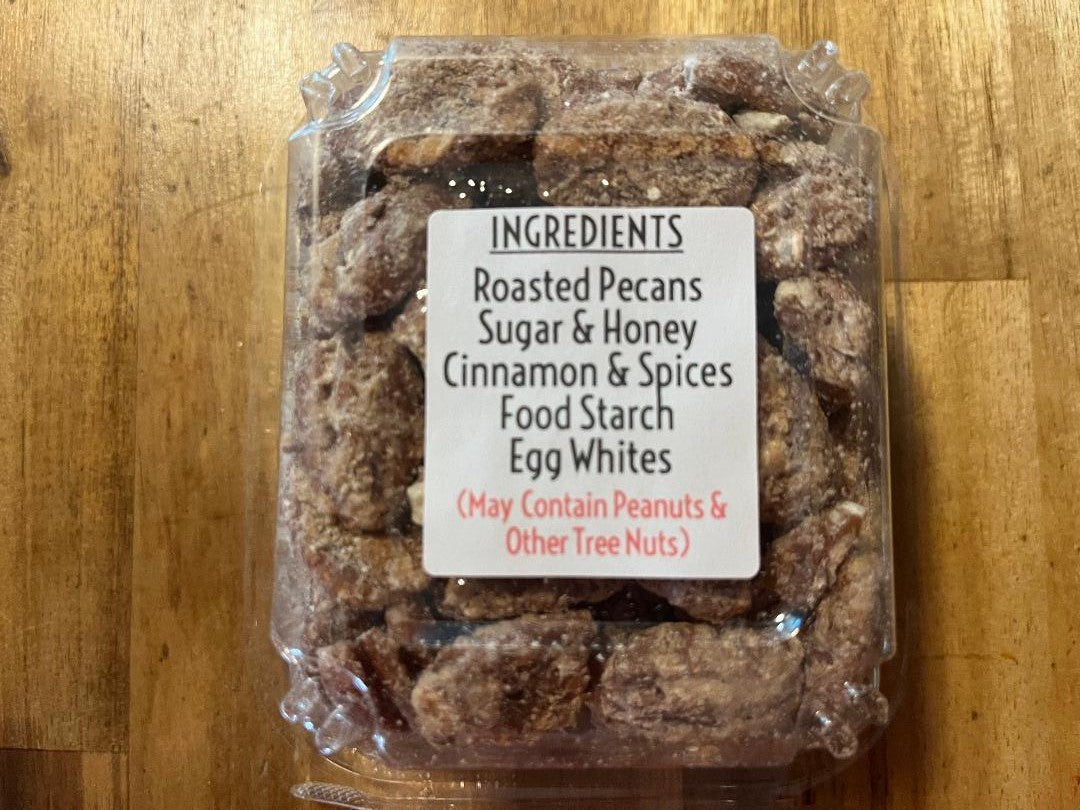 INGREDIENTS
Roasted Pecans
Sugar & Honey
Cinnamon & Spices
Food Starch
Egg Whites
(May Contain Peanuts &
Other Tree Nuts)